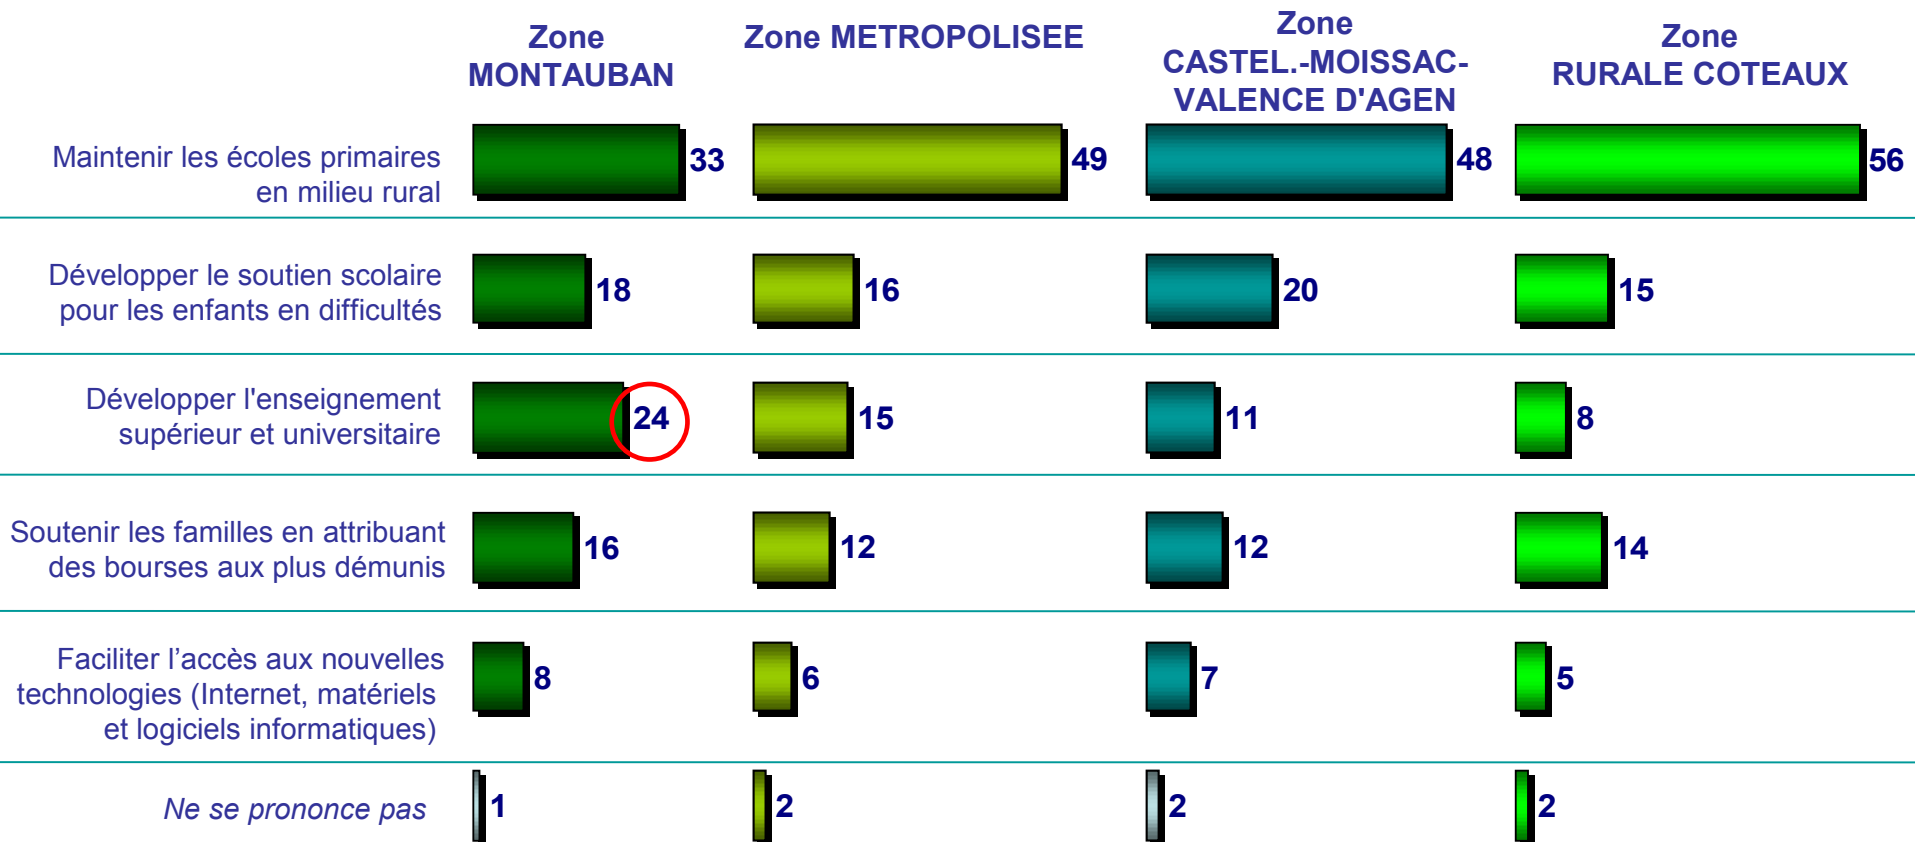 Zone
MONTAUBAN
Zone METROPOLISEE
Zone
CASTEL.-MOISSAC-
VALENCE D'AGEN
Zone
RURALE COTEAUX
Maintenir les écoles primaires
en milieu rural
33
49
48
56
Développer le soutien scolaire
pour les enfants en difficultés
18
16
20
15
Développer l'enseignement
supérieur et universitaire
24
15
11
8
Soutenir les familles en attribuant
des bourses aux plus démunis
16
12
12
14
Faciliter l’accès aux nouvelles
technologies (Internet, matériels
et logiciels informatiques)
8
6
7
5
Ne se prononce pas
1
2
2
2